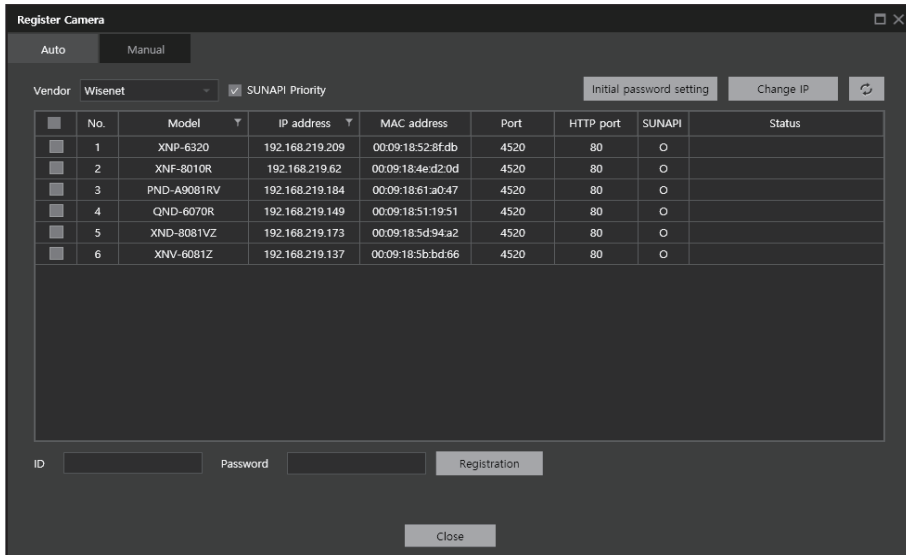 Register Camera
Auto Manual
Vendor Wisenet SUNAPI Priority Initial password setting Change IP
No. Model IP address MAC address Port HTTP port SUNAPI Status
1 XNP-6320 192.168.219.209 00:09:18:52:8f:db 4520 80 O
2 XNF-8010R 192.168.219.62 00:09:18:4e:d2:0d 4520 80 O
3 PND-A9081RV 192.168.219.184 00:09:18:61:a0:47 4520 80 O
4 QND-6070R 192.168.219.149 00:09:18:51:19:51 4520 80 O
5 XND-8081VZ 192.168.219.173 00:09:18:5d:94:a2 4520 80 O
6 XNV-6081Z 192.168.219.137 00:09:18:5b:bd:66 4520 80 O
ID Password Registration
Close